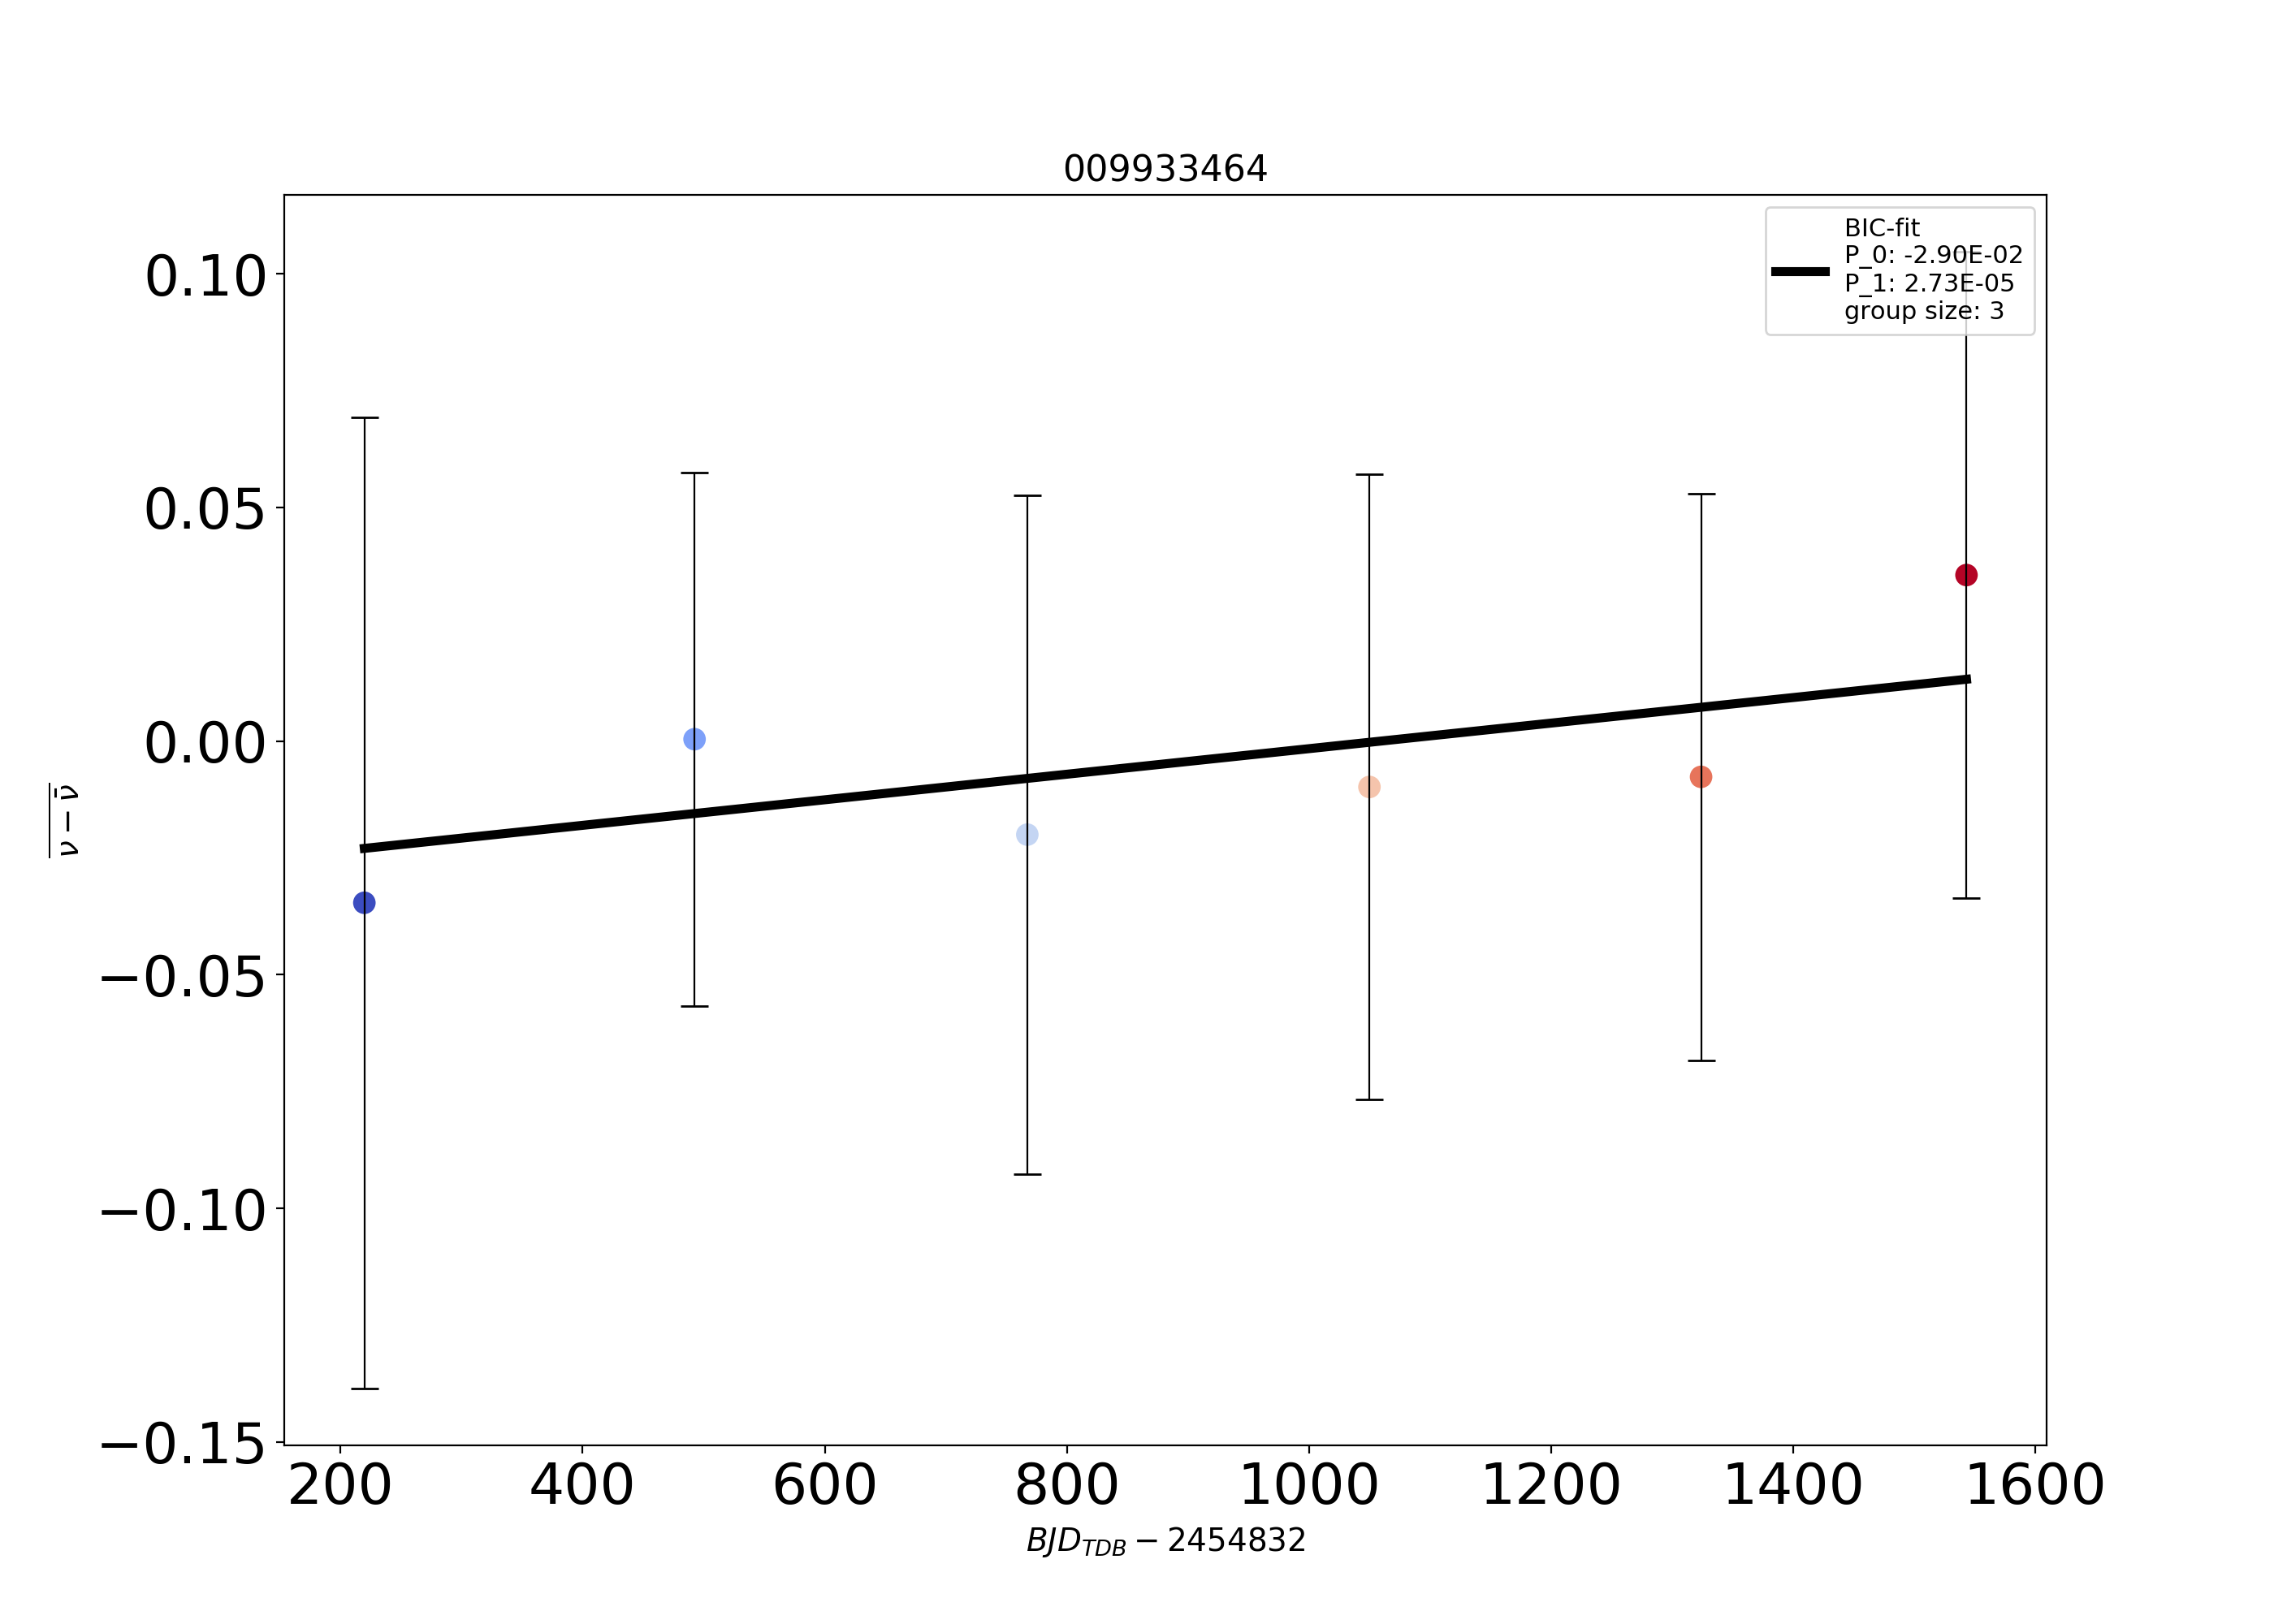 009933464
BIC-fit
P_0: -2.90E-02
P_1: 2.73E-05
group size: 3
0.10
0.05
0.00
−0.05
−0.10
−0.15
ν − ν̄
200 400 600 800 1000 1200 1400 1600
BJD_TDB − 2454832